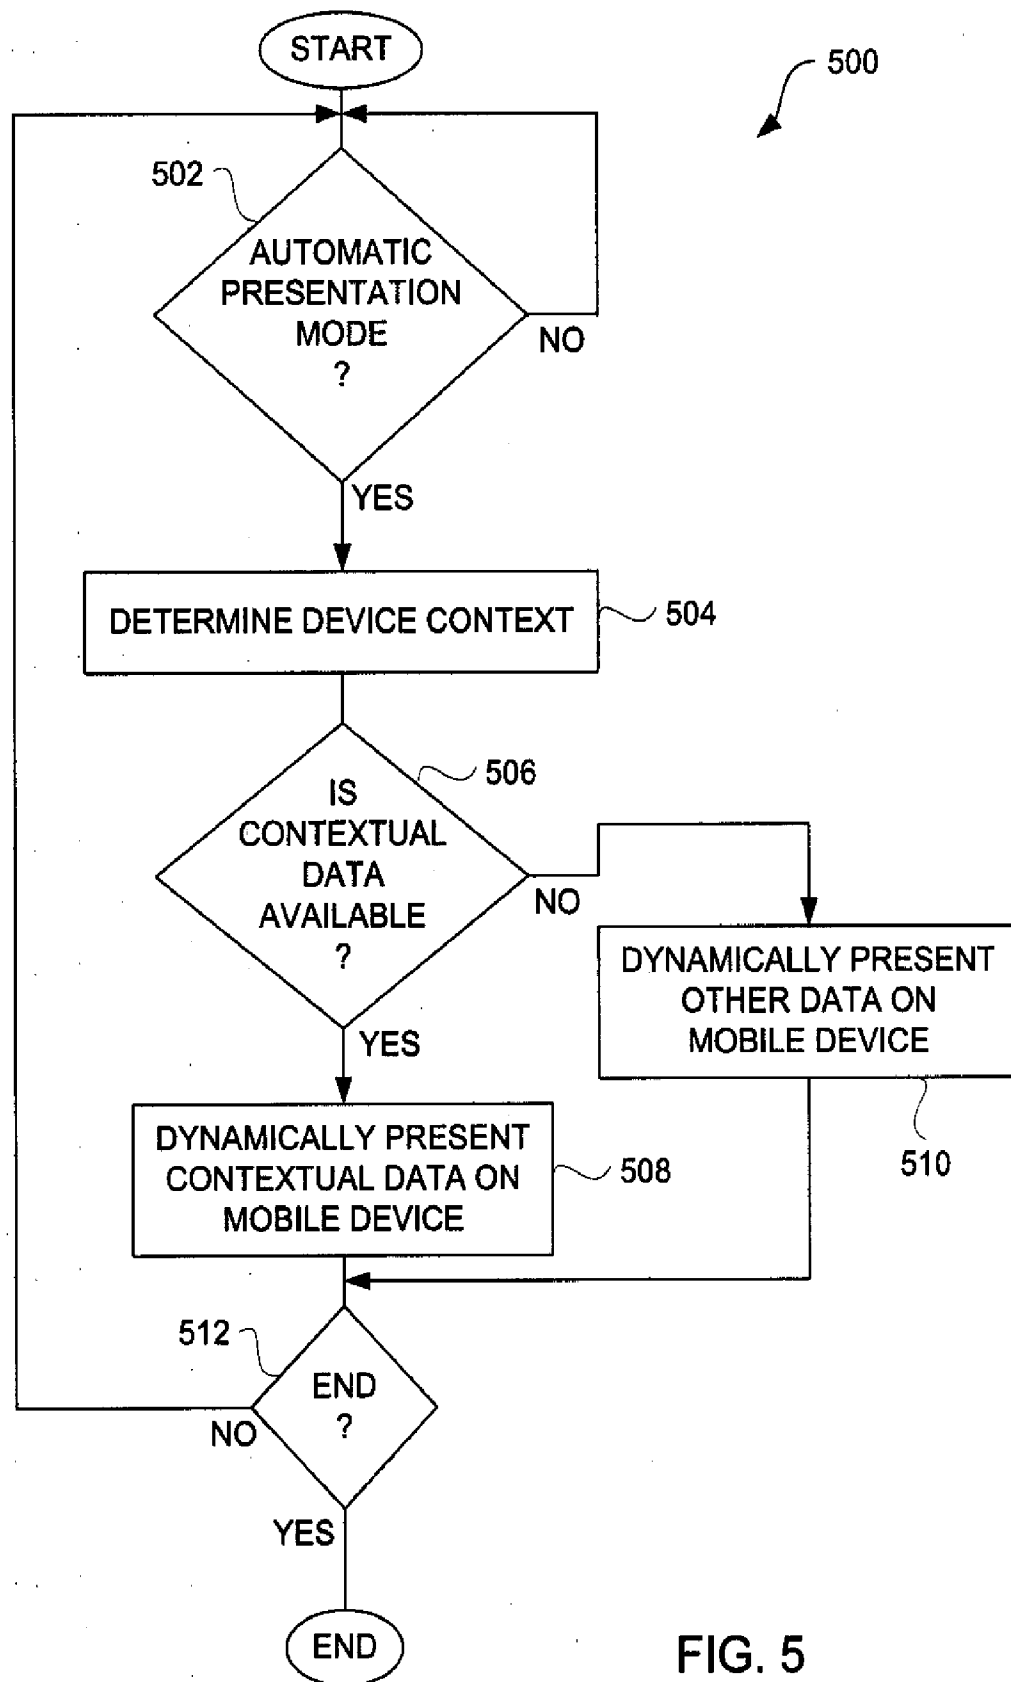 START
500
502
AUTOMATIC
PRESENTATION
MODE
?
NO
YES
DETERMINE DEVICE CONTEXT
504
506
IS
CONTEXTUAL
DATA
AVAILABLE
?
NO
YES
DYNAMICALLY PRESENT
OTHER DATA ON
MOBILE DEVICE
510
DYNAMICALLY PRESENT
CONTEXTUAL DATA ON
MOBILE DEVICE
508
512
END
?
NO
YES
END
FIG. 5